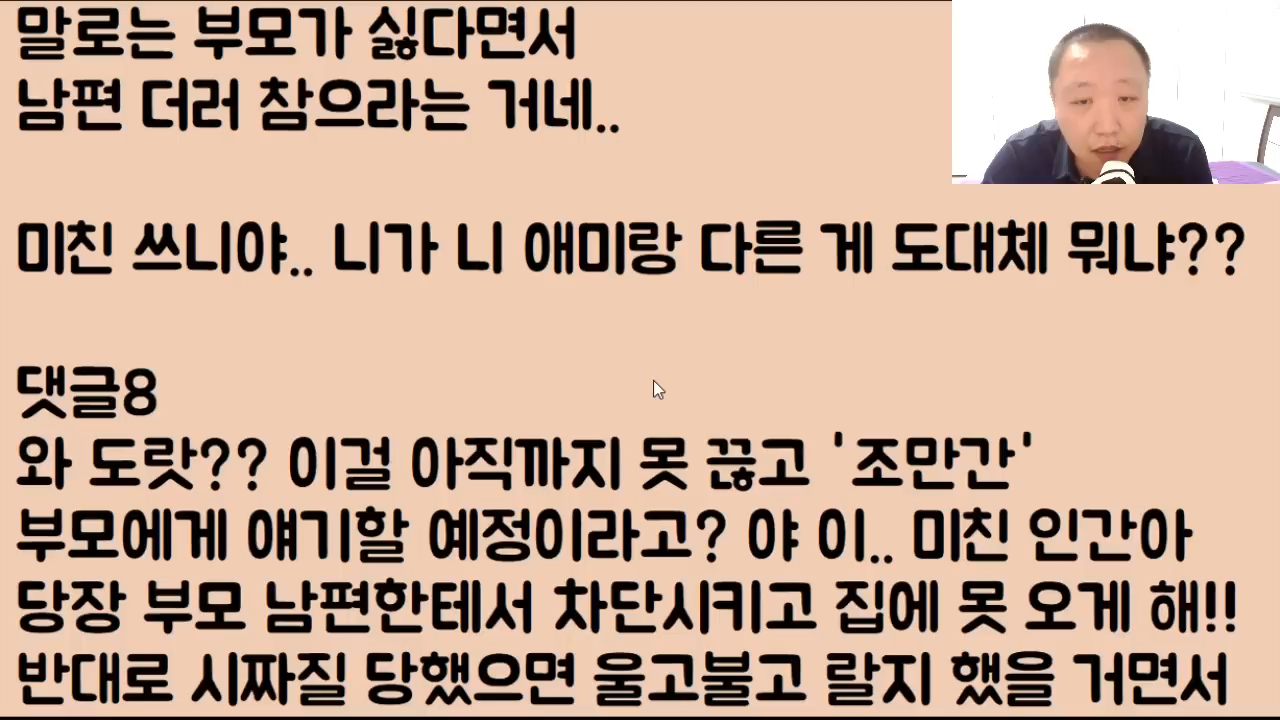 말로는 부모가 싫다면서
남편 더러 참으라는 거네..
미친 쓰니야.. 니가 니 애미랑 다른 게 도대체 뭐냐??
댓글8
와 도랏?? 이걸 아직까지 못 끊고 '조만간'
부모에게 얘기할 예정이라고? 야 이.. 미친 인간아
당장 부모 남편한테서 차단시키고 집에 못 오게 해!!
반대로 시짜질 당했으면 울고불고 랄지 했을 거면서